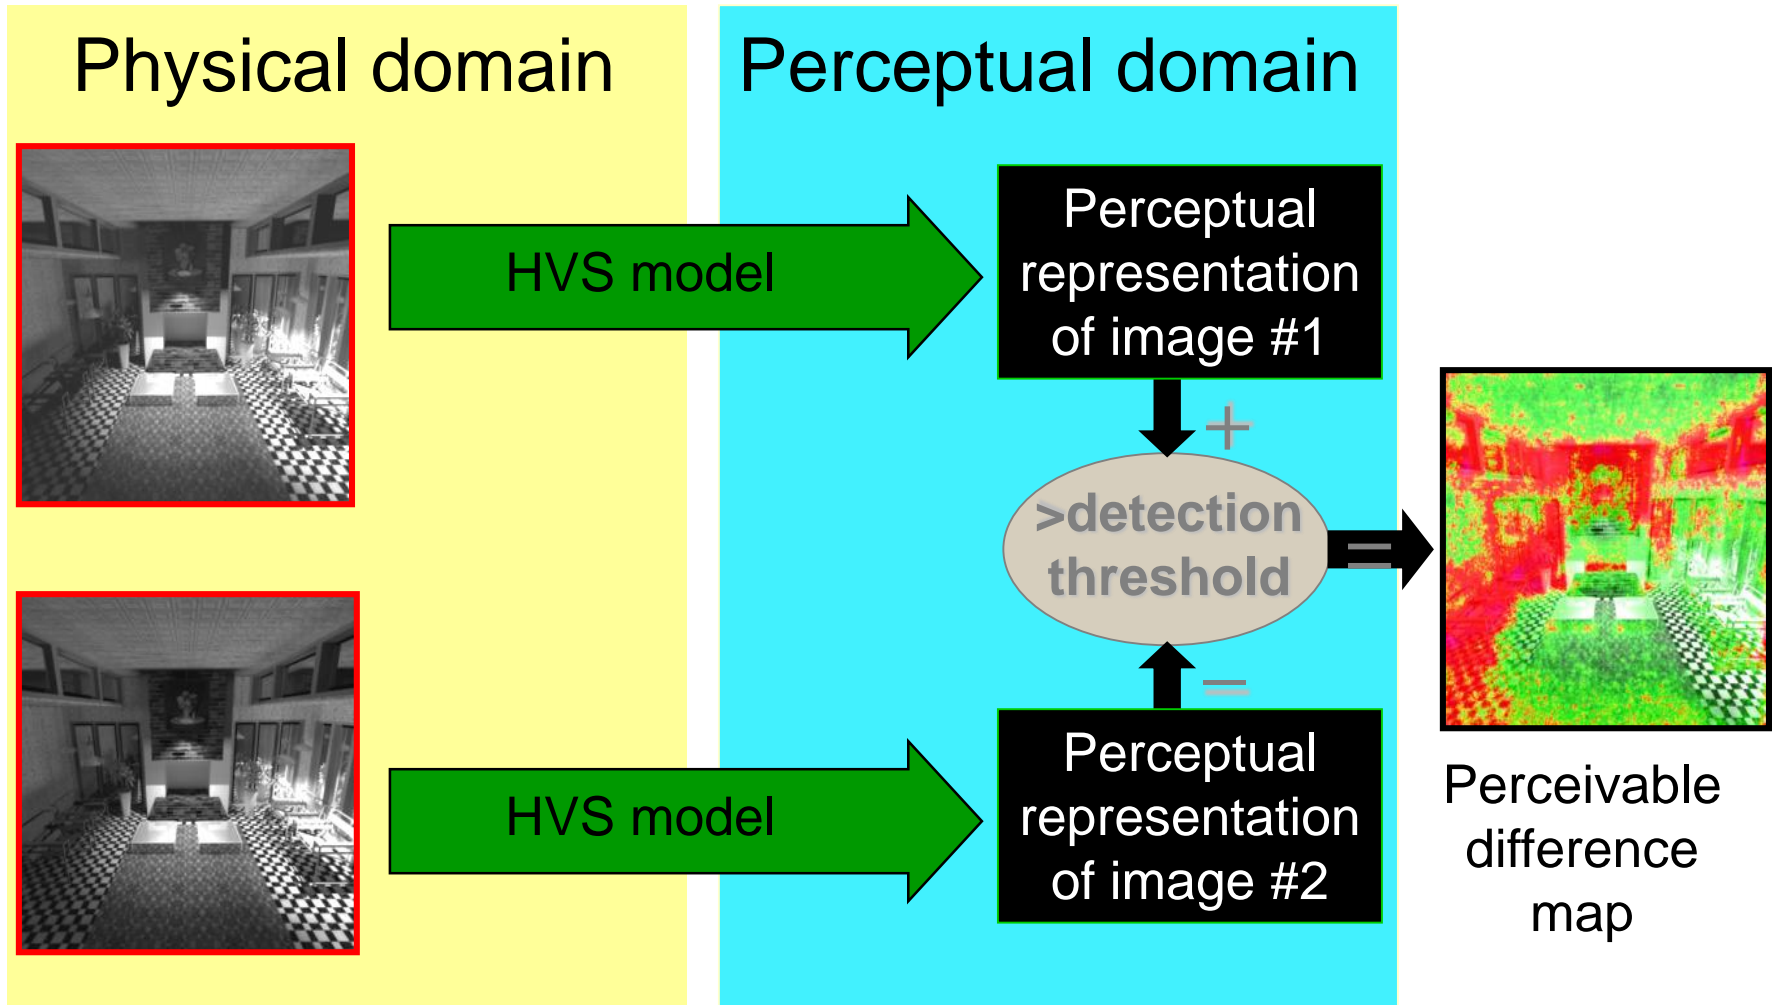 Physical domain
Perceptual domain
HVS model
Perceptual
representation
of image #1
+
>detection
threshold
=
–
HVS model
Perceptual
representation
of image #2
Perceivable
difference
map